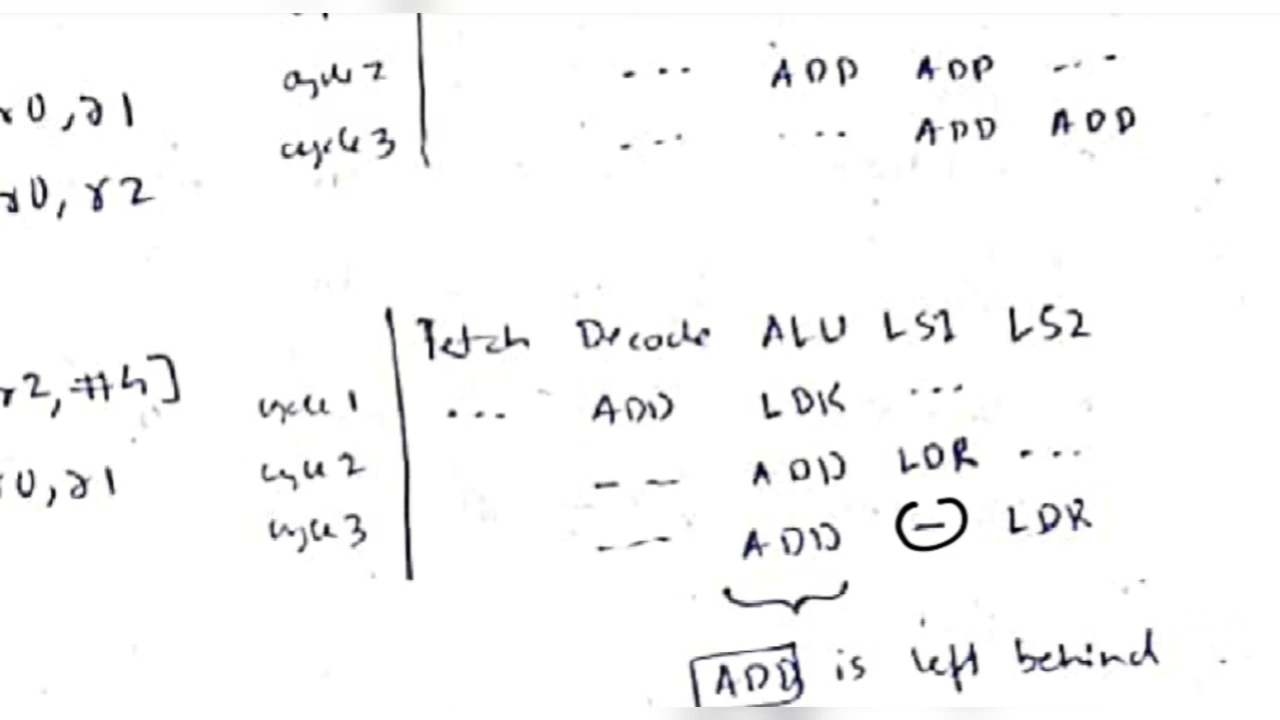 cycle 2 --- ADD ADD ---
r0, r1 cycle 3 --- --- ADD ADD
r0, r2
Fetch Decode ALU LS1 LS2
r2, #4] cycle 1 ... ADD LDR ...
cycle 2 -- ADD LDR ...
r0, r1 cycle 3 --- ADD - LDR
ADD is left behind